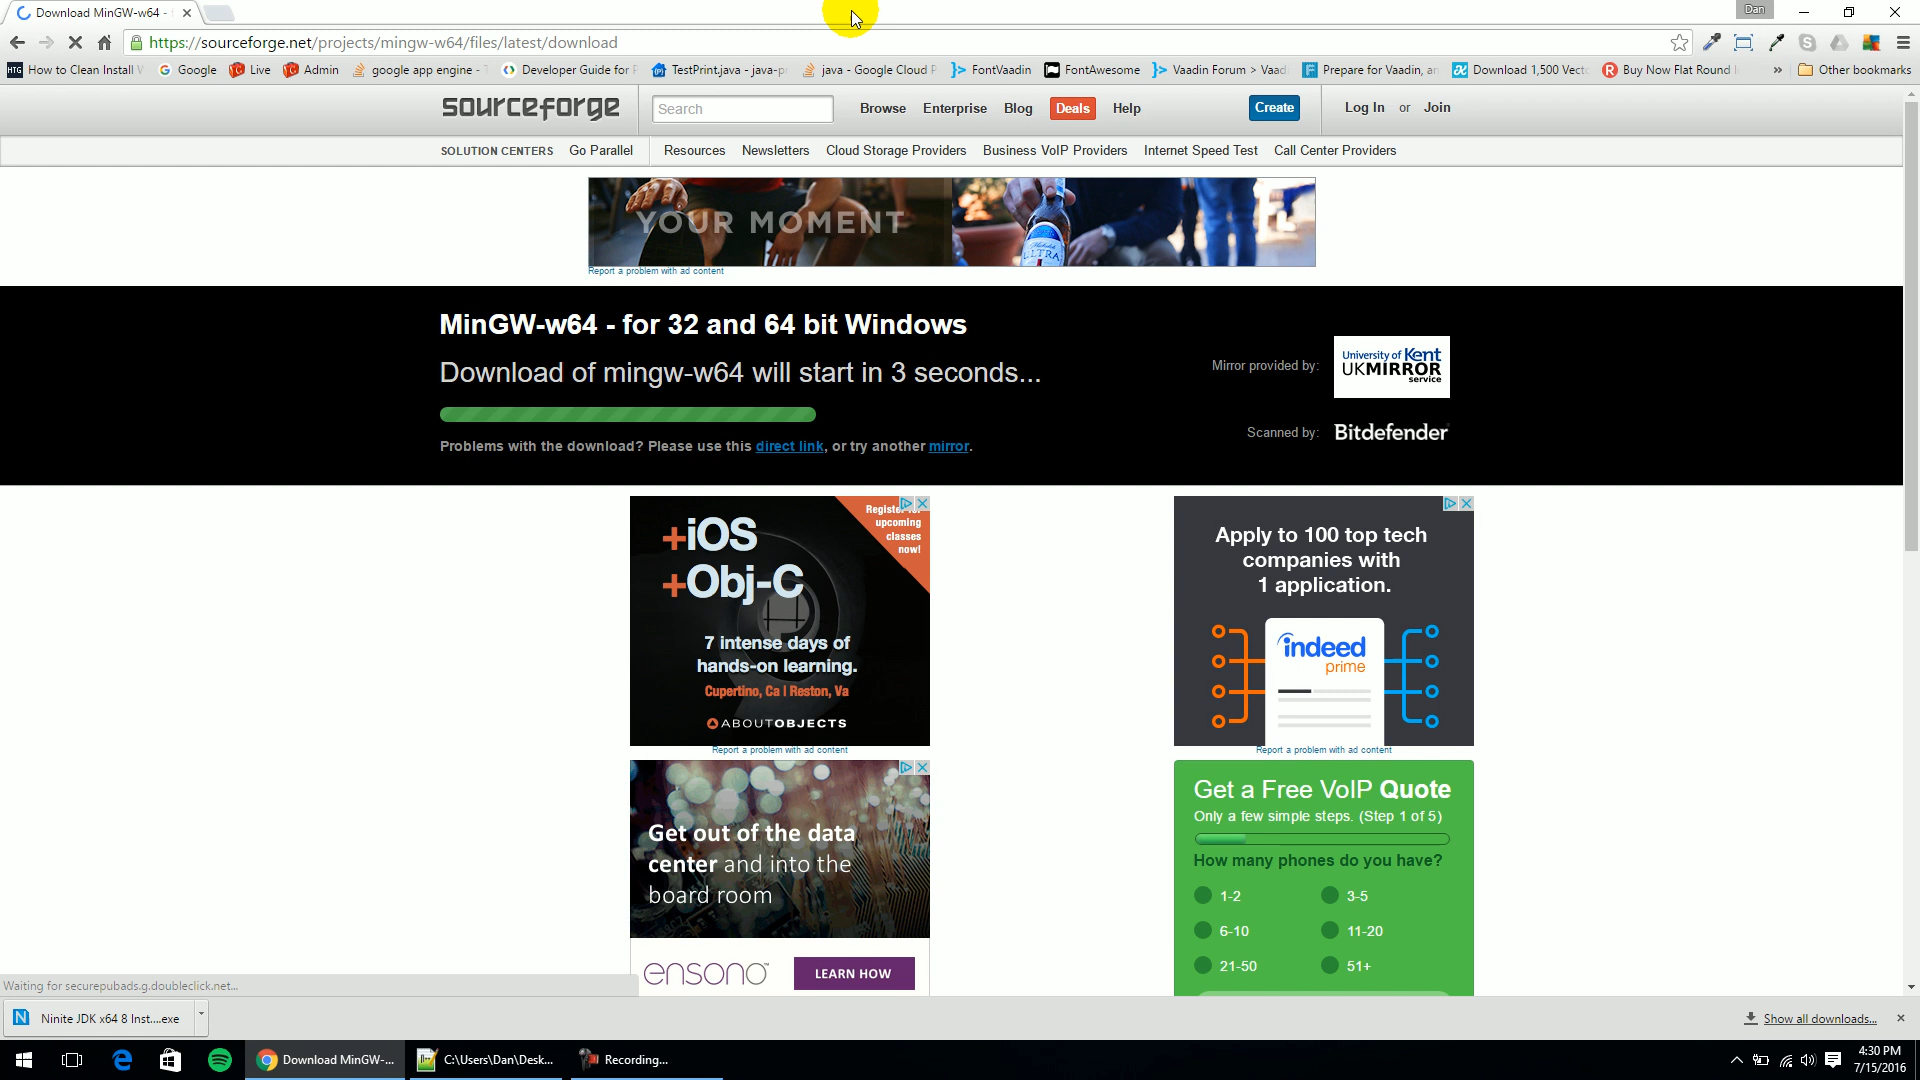 Download MinGW-w64 -
Dan
https://sourceforge.net/projects/mingw-w64/files/latest/download
HTG How to Clean Install W
Google
Live
Admin
google app engine -
Developer Guide for
TestPrint.java - java-p
java - Google Cloud P
FontVaadin
FontAwesome
Vaadin Forum > Vaad
Prepare for Vaadin, an
Download 1,500 Vect
Buy Now Flat Round
»
Other bookmarks
sourceforge
Search
Browse
Enterprise
Blog
Deals
Help
Create
Log In or Join
SOLUTION CENTERS
Go Parallel
Resources
Newsletters
Cloud Storage Providers
Business VoIP Providers
Internet Speed Test
Call Center Providers
YOUR MOMENT
ULTRA
Report a problem with ad content
MinGW-w64 - for 32 and 64 bit Windows
Download of mingw-w64 will start in 3 seconds...
Problems with the download? Please use this direct link, or try another mirror.
Mirror provided by:
University of Kent
UKMIRROR
service
Scanned by: Bitdefender
+iOS
+Obj-C
Register for
upcoming
classes
now!
7 intense days of
hands-on learning.
Cupertino, Ca | Reston, Va
ABOUTOBJECTS
Report a problem with ad content
Apply to 100 top tech
companies with
1 application.
indeed
prime
Report a problem with ad content
Get out of the data
center and into the
board room
ensono
LEARN HOW
Get a Free VoIP Quote
Only a few simple steps. (Step 1 of 5)
How many phones do you have?
1-2
3-5
6-10
11-20
21-50
51+
Waiting for securepubads.g.doubleclick.net...
Ninite JDK x64 8 Inst....exe
Show all downloads...
Download MinGW-...
C:\Users\Dan\Desk...
Recording...
4:30 PM
7/15/2016